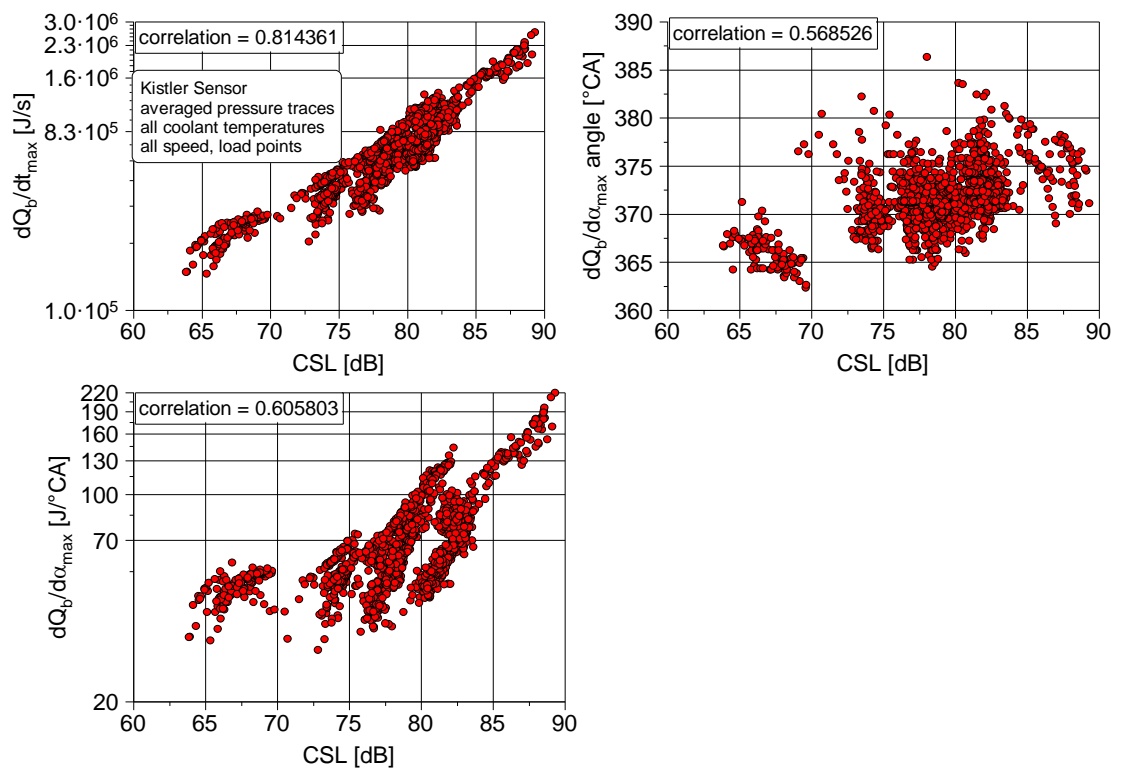 3.0·10⁶
2.3·10⁶
1.6·10⁶
8.3·10⁵
1.0·10⁵
dQb/dtmax [J/s]
correlation = 0.814361
Kistler Sensor
averaged pressure traces
all coolant temperatures
all speed, load points
60 65 70 75 80 85 90
CSL [dB]
390
385
380
375
370
365
360
dQb/dαmax angle [°CA]
correlation = 0.568526
60 65 70 75 80 85 90
CSL [dB]
220
190
160
130
100
70
20
dQb/dαmax [J/°CA]
correlation = 0.605803
60 65 70 75 80 85 90
CSL [dB]